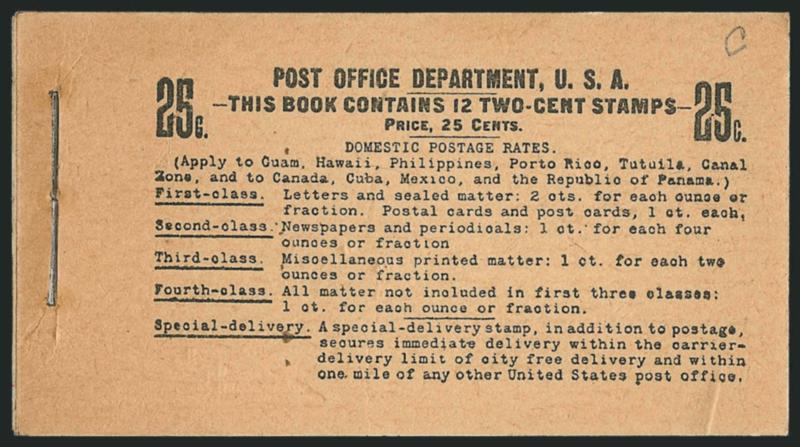 C
POST OFFICE DEPARTMENT, U. S. A.
25c. —THIS BOOK CONTAINS 12 TWO-CENT STAMPS— 25c.
PRICE, 25 CENTS.
DOMESTIC POSTAGE RATES.
(Apply to Guam, Hawaii, Philippines, Porto Rico, Tutuila, Canal
Zone, and to Canada, Cuba, Mexico, and the Republic of Panama.)
First-class. Letters and sealed matter: 2 cts. for each ounce or
fraction. Postal cards and post cards, 1 ct. each.
Second-class. Newspapers and periodicals: 1 ct. for each four
ounces or fraction
Third-class. Miscellaneous printed matter: 1 ct. for each two
ounces or fraction.
Fourth-class. All matter not included in first three classes:
1 ct. for each ounce or fraction.
Special-delivery. A special-delivery stamp, in addition to postage,
secures immediate delivery within the carrier-
delivery limit of city free delivery and within
one mile of any other United States post office.